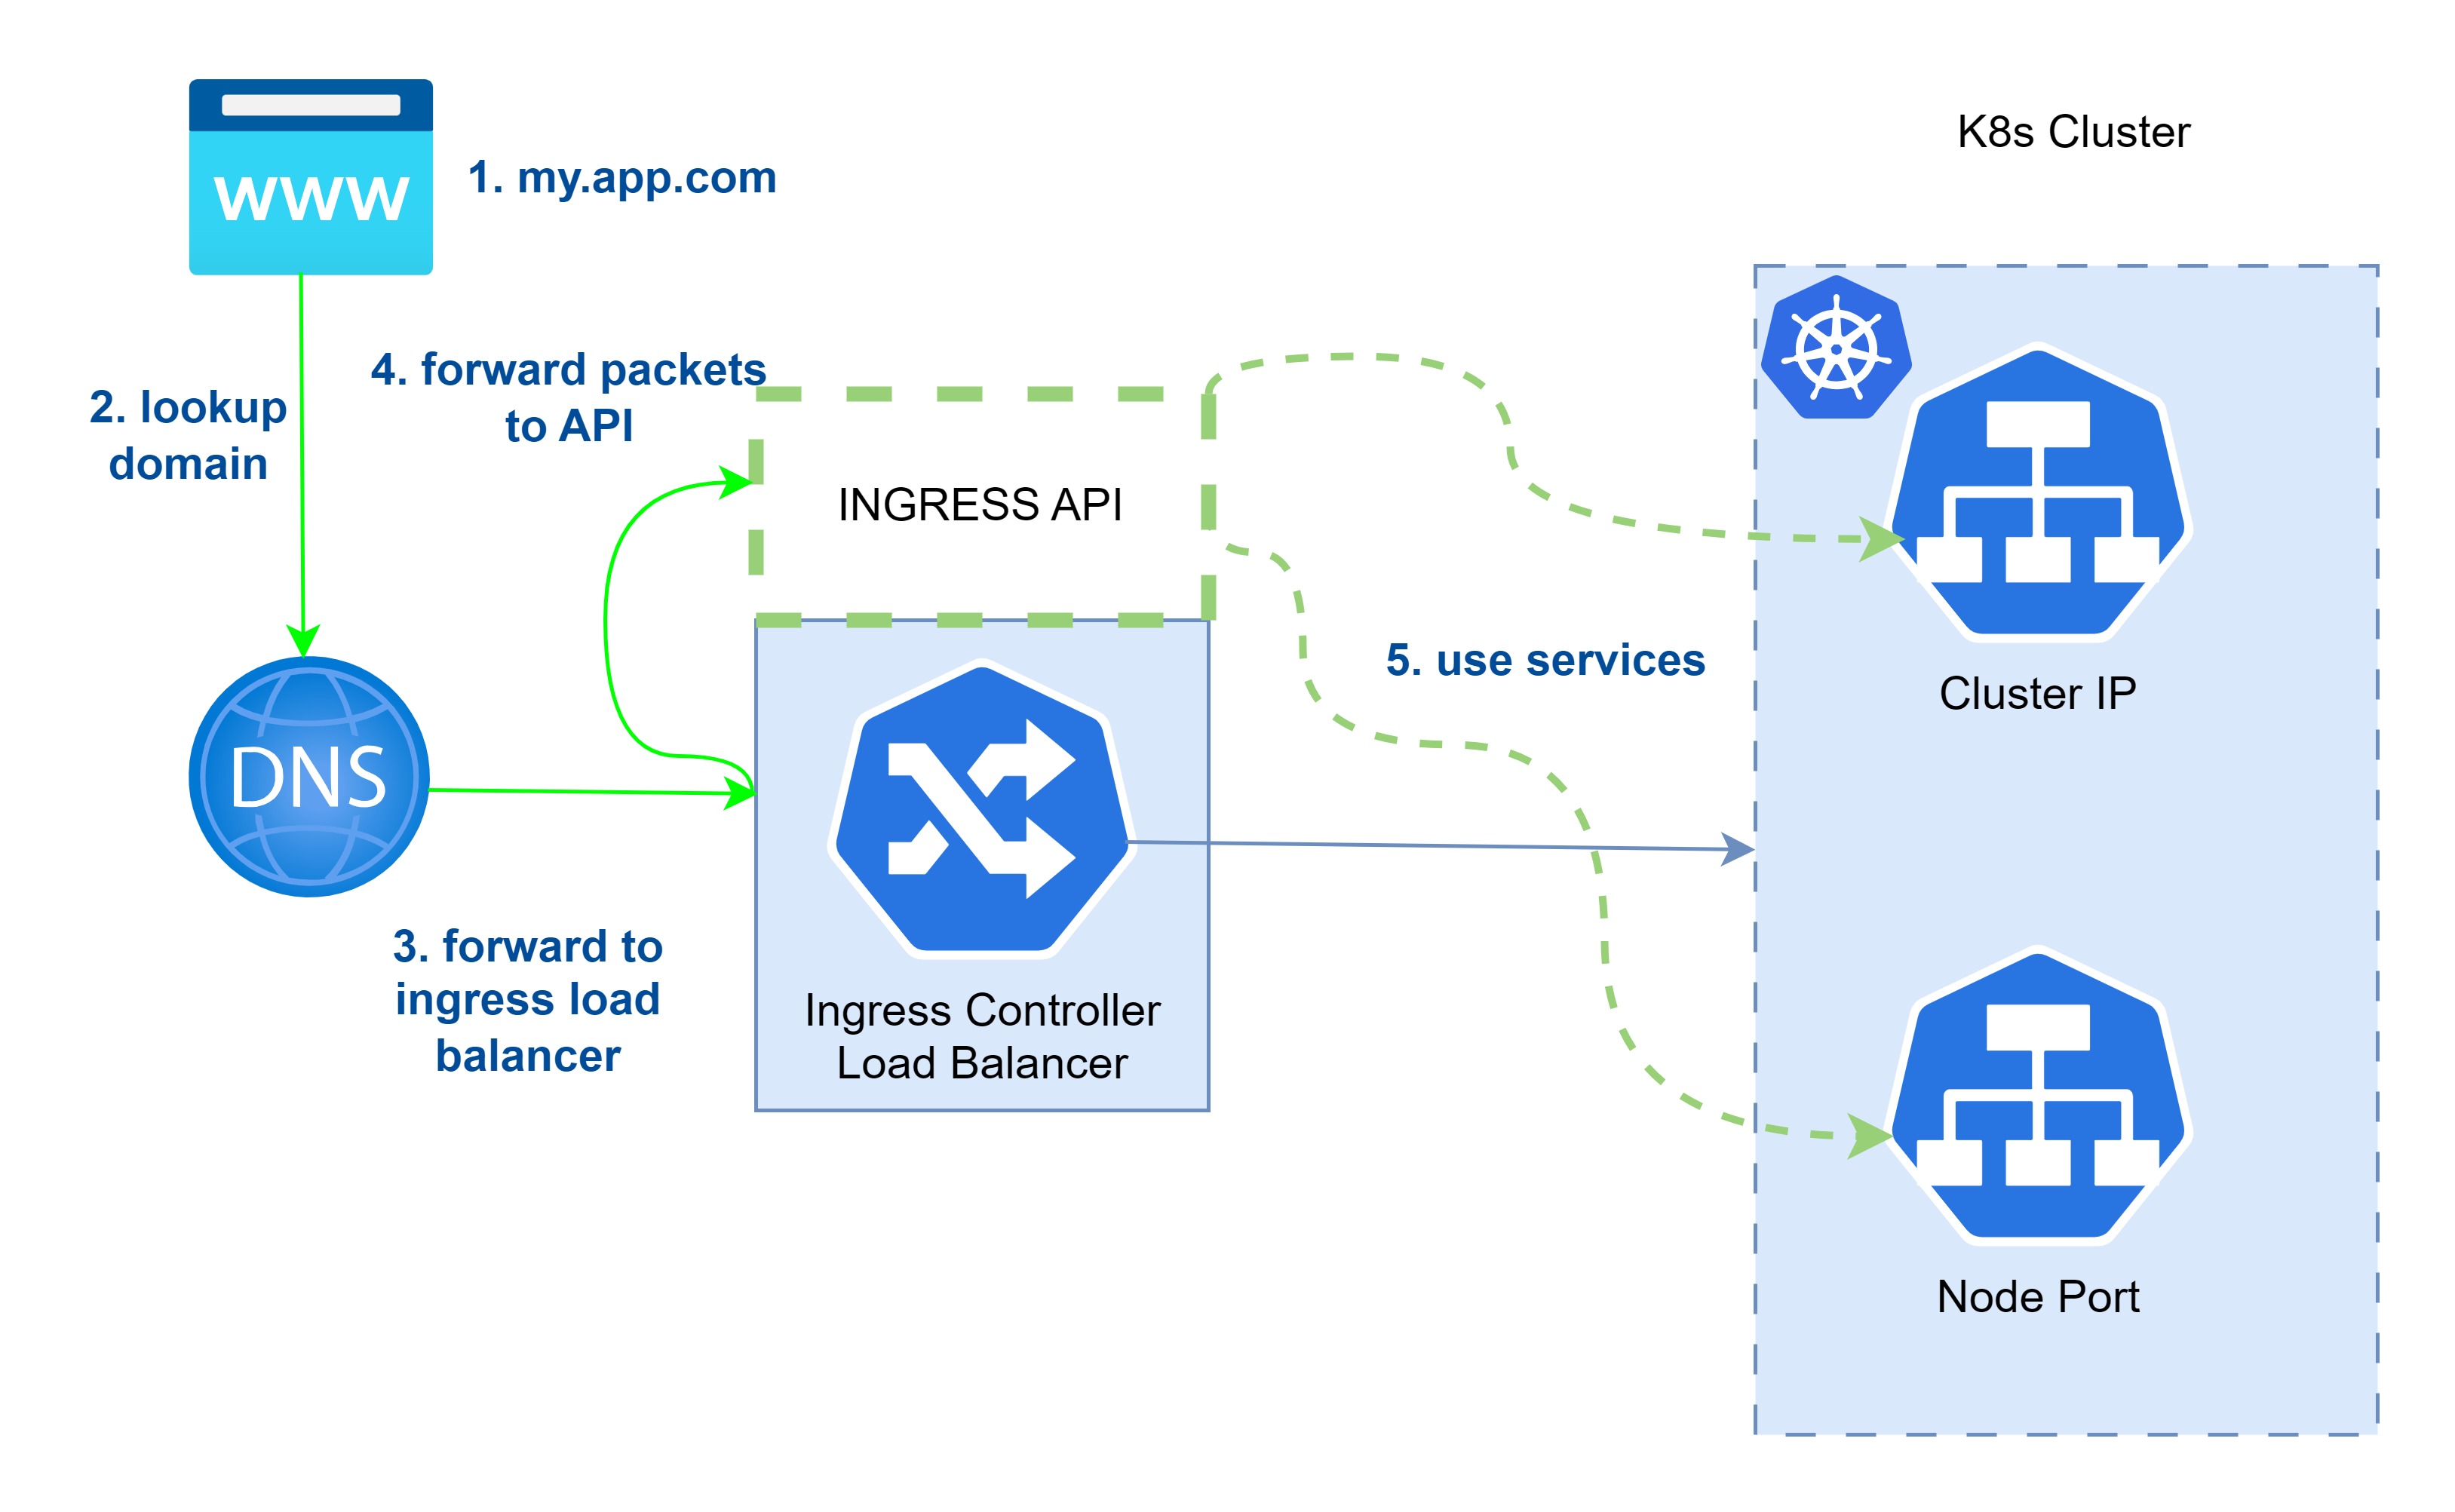 www
1. my.app.com
K8s Cluster
2. lookup
domain
4. forward packets
to API
INGRESS API
DNS
3. forward to
ingress load
balancer
Ingress Controller
Load Balancer
5. use services
Cluster IP
Node Port